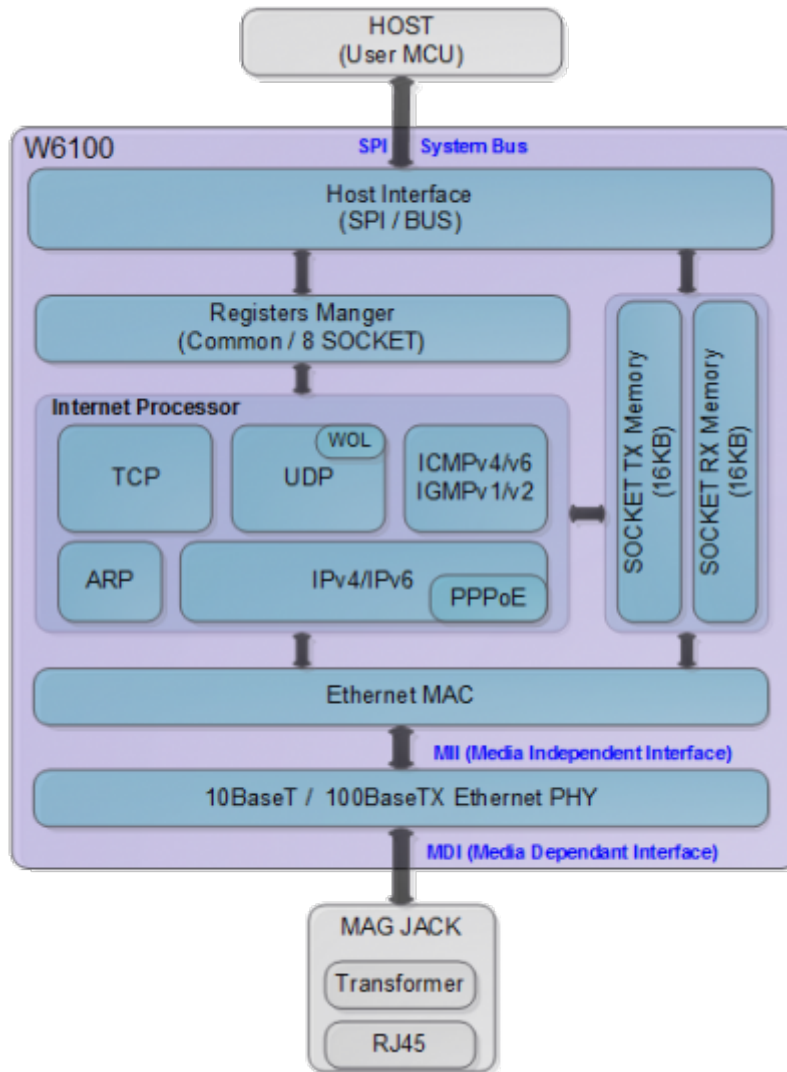 HOST
(User MCU)
W6100
SPI
System Bus
Host Interface
(SPI / BUS)
Registers Manger
(Common / 8 SOCKET)
Internet Processor
TCP
UDP
WOL
ICMPv4/v6
IGMPv1/v2
ARP
IPv4/IPv6
PPPoE
SOCKET TX Memory
(16KB)
SOCKET RX Memory
(16KB)
Ethernet MAC
MII (Media Independent Interface)
10BaseT / 100BaseTX Ethernet PHY
MDI (Media Dependant Interface)
MAG JACK
Transformer
RJ45